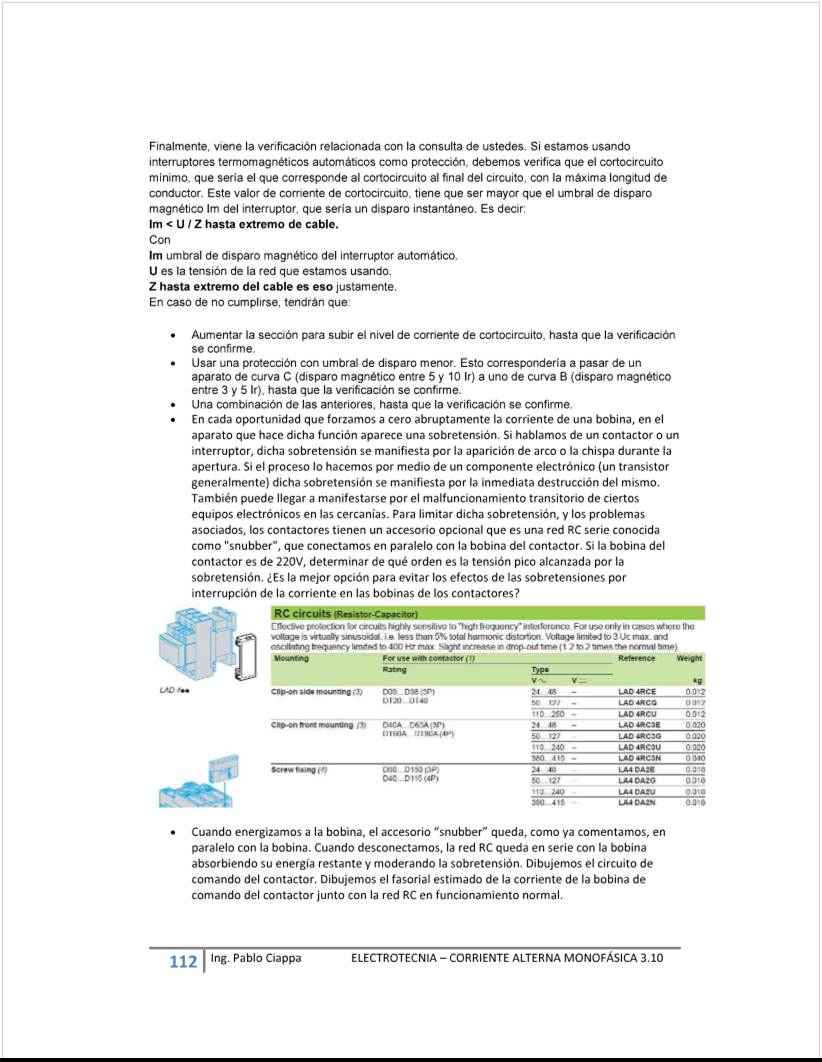 Finalmente, viene la verificación relacionada con la consulta de ustedes. Si estamos usando
interruptores termomagnéticos automáticos como protección, debemos verifica que el cortocircuito
mínimo, que sería el que corresponde al cortocircuito al final del circuito, con la máxima longitud de
conductor. Este valor de corriente de cortocircuito, tiene que ser mayor que el umbral de disparo
magnético Im del interruptor, que sería un disparo instantáneo. Es decir:
Im < U / Z hasta extremo de cable.
Con
Im umbral de disparo magnético del interruptor automático.
U es la tensión de la red que estamos usando.
Z hasta extremo del cable es eso justamente.
En caso de no cumplirse, tendrán que:
• Aumentar la sección para subir el nivel de corriente de cortocircuito, hasta que la verificación
se confirme.
• Usar una protección con umbral de disparo menor. Esto correspondería a pasar de un
aparato de curva C (disparo magnético entre 5 y 10 Ir) a uno de curva B (disparo magnético
entre 3 y 5 Ir), hasta que la verificación se confirme.
• Una combinación de las anteriores, hasta que la verificación se confirme.
• En cada oportunidad que forzamos a cero abruptamente la corriente de una bobina, en el
aparato que hace dicha función aparece una sobretensión. Si hablamos de un contactor o un
interruptor, dicha sobretensión se manifiesta por la aparición de arco o la chispa durante la
apertura. Si el proceso lo hacemos por medio de un componente electrónico (un transistor
generalmente) dicha sobretensión se manifiesta por la inmediata destrucción del mismo.
También puede llegar a manifestarse por el malfuncionamiento transitorio de ciertos
equipos electrónicos en las cercanías. Para limitar dicha sobretensión, y los problemas
asociados, los contactores tienen un accesorio opcional que es una red RC serie conocida
como "snubber", que conectamos en paralelo con la bobina del contactor. Si la bobina del
contactor es de 220V, determinar de qué orden es la tensión pico alcanzada por la
sobretensión. ¿Es la mejor opción para evitar los efectos de las sobretensiones por
interrupción de la corriente en las bobinas de los contactores?
RC circuits (Resistor-Capacitor)
Effective protection for circuits highly sensitive to "high frequency" interference. For use only in cases where the
voltage is virtually sinusoidal, i.e. less than 5% total harmonic distortion. Voltage limited to 3 Uc max. and
oscillating frequency limited to 400 Hz max. Slight increase in drop-out time (1.2 to 2 times the normal time).
Mounting For use with contactor (1) Reference Weight
Rating Type
V ~ V kg
LAD 4●●
Clip-on side mounting (3) D09...D38 (3P) 24...48 – LAD 4RCE 0.012
DT20...DT40 50...127 – LAD 4RCG 0.012
110...250 – LAD 4RCU 0.012
Clip-on front mounting (3) D40A...D65A (3P) 24...48 – LAD 4RC3E 0.020
DT60A...DT80A (4P) 50...127 – LAD 4RC3G 0.020
110...240 – LAD 4RC3U 0.020
380...415 – LAD 4RC3N 0.040
Screw fixing (4) D80...D150 (3P) 24...48 – LA4 DA2E 0.018
D40...D115 (4P) 50...127 – LA4 DA2G 0.018
110...240 – LA4 DA2U 0.018
380...415 – LA4 DA2N 0.018
• Cuando energizamos a la bobina, el accesorio “snubber” queda, como ya comentamos, en
paralelo con la bobina. Cuando desconectamos, la red RC queda en serie con la bobina
absorbiendo su energía restante y moderando la sobretensión. Dibujemos el circuito de
comando del contactor. Dibujemos el fasorial estimado de la corriente de la bobina de
comando del contactor junto con la red RC en funcionamiento normal.
112 Ing. Pablo Ciappa ELECTROTECNIA – CORRIENTE ALTERNA MONOFÁSICA 3.10